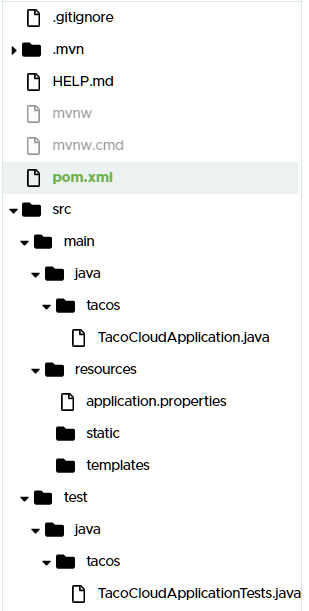 .gitignore
.mvn
HELP.md
mvnw
mvnw.cmd
pom.xml
src
main
java
tacos
TacoCloudApplication.java
resources
application.properties
static
templates
test
java
tacos
TacoCloudApplicationTests.java